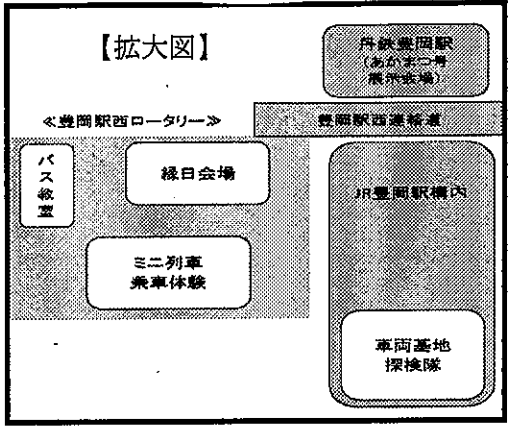 【拡大図】
丹鉄豊岡駅
(あかまつ号
展示会場)
≪豊岡駅西ロータリー≫
豊岡駅西連絡道
バス教室
縁日会場
JR豊岡駅構内
ミニ列車
乗車体験
車両基地
探検隊